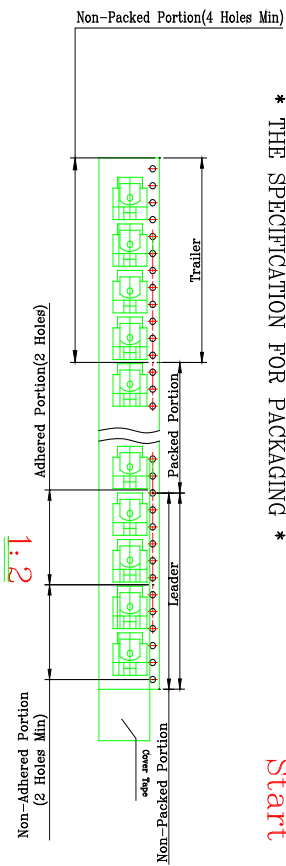 * THE SPECIFICATION FOR PACKAGING *
Start
Non-Packed Portion(4 Holes Min)
Trailer
Packed Portion
Leader
Non-Packed Portion
Adhered Portion(2 Holes)
Non-Adhered Portion
(2 Holes Min)
Cover Tape
1:2